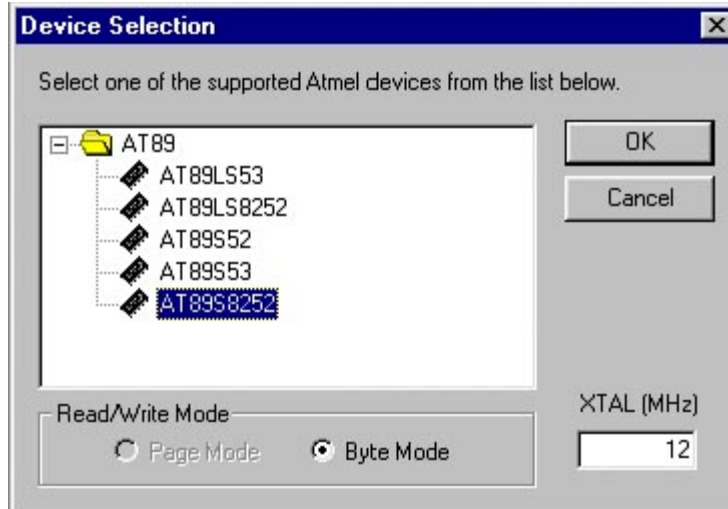 Device Selection
Select one of the supported Atmel devices from the list below.
AT89
AT89LS53
AT89LS8252
AT89S52
AT89S53
AT89S8252
OK
Cancel
Read/Write Mode
Page Mode
Byte Mode
XTAL (MHz)
12